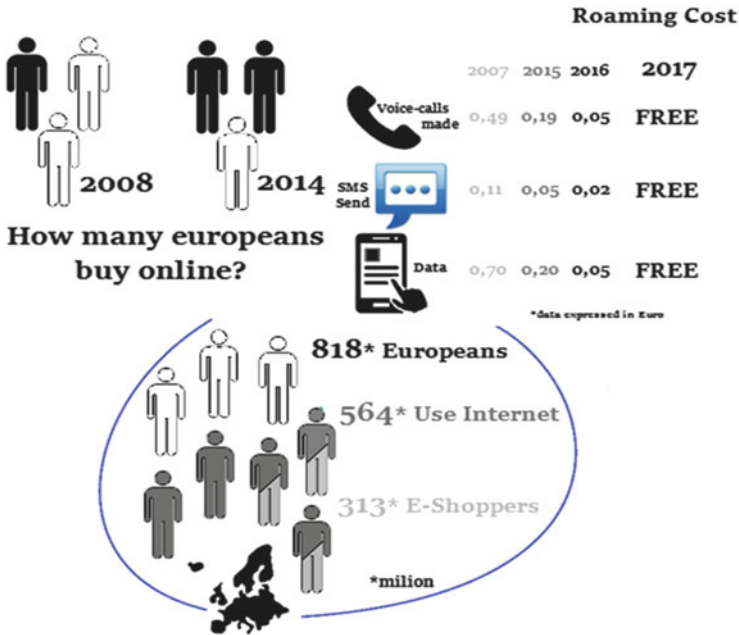 Roaming Cost
2007 2015 2016 2017
Voice-calls
made
0,49 0,19 0,05 FREE
2008
2014
SMS
Send
0,11 0,05 0,02 FREE
How many europeans
buy online?
Data
0,70 0,20 0,05 FREE
*data expressed in Euro
818* Europeans
564* Use Internet
313* E-Shoppers
*milion